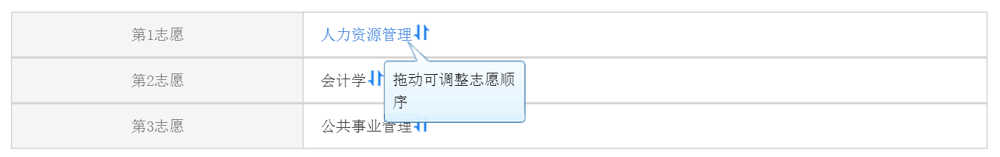 第1志愿
人力资源管理
第2志愿
会计学
拖动可调整志愿顺
序
第3志愿
公共事业管理